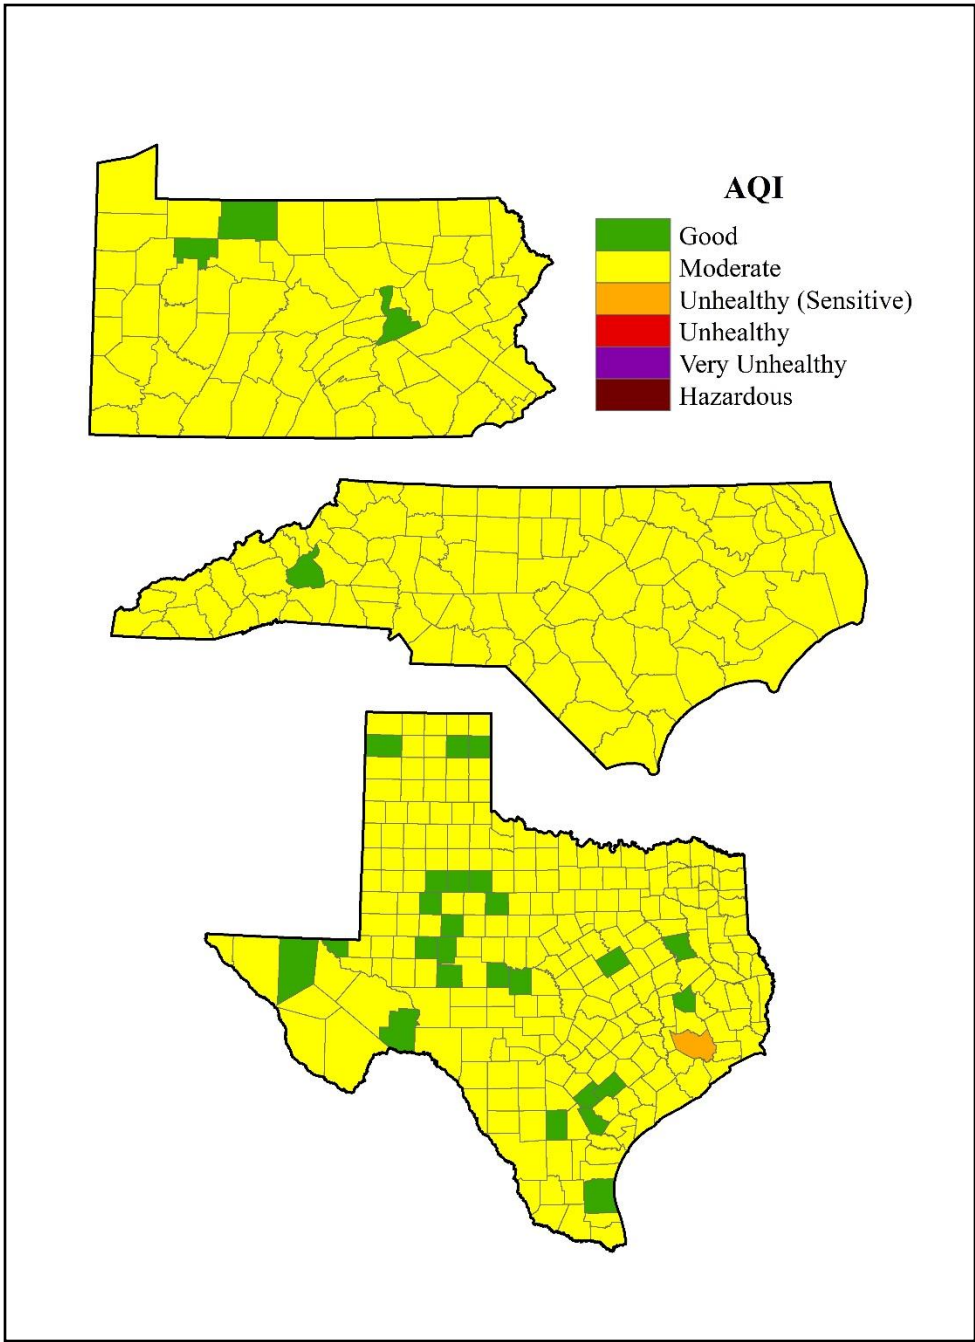 AQI
Good
Moderate
Unhealthy (Sensitive)
Unhealthy
Very Unhealthy
Hazardous